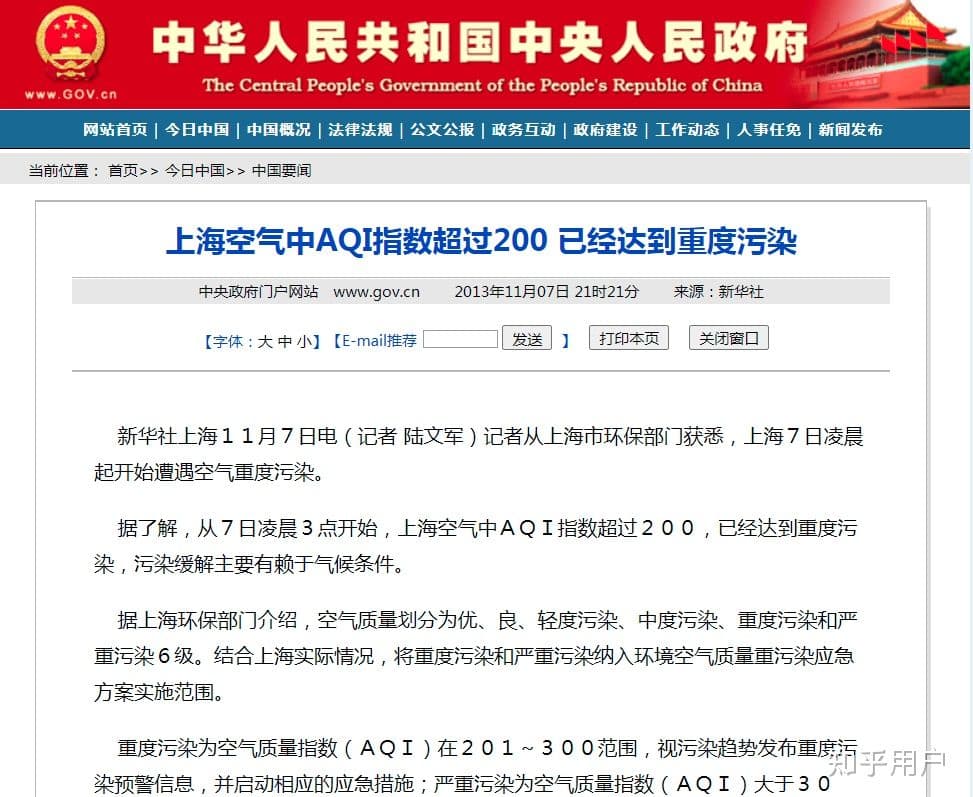 中华人民共和国中央人民政府
www.GOV.cn
The Central People's Government of the People's Republic of China
网站首页 | 今日中国 | 中国概况 | 法律法规 | 公文公报 | 政务互动 | 政府建设 | 工作动态 | 人事任免 | 新闻发布
当前位置： 首页>> 今日中国>> 中国要闻
上海空气中AQI指数超过200 已经达到重度污染
中央政府门户网站 www.gov.cn 2013年11月07日 21时21分 来源：新华社
【字体：大 中 小】【E-mail推荐 发送 】 打印本页 关闭窗口
新华社上海１１月７日电（记者 陆文军）记者从上海市环保部门获悉，上海７日凌晨
起开始遭遇空气重度污染。
据了解，从７日凌晨３点开始，上海空气中ＡＱＩ指数超过２００，已经达到重度污
染，污染缓解主要有赖于气候条件。
据上海环保部门介绍，空气质量划分为优、良、轻度污染、中度污染、重度污染和严
重污染６级。结合上海实际情况，将重度污染和严重污染纳入环境空气质量重污染应急
方案实施范围。
重度污染为空气质量指数（ＡＱＩ）在２０１～３００范围，视污染趋势发布重度污
染预警信息，并启动相应的应急措施；严重污染为空气质量指数（ＡＱＩ）大于３０
知乎用户